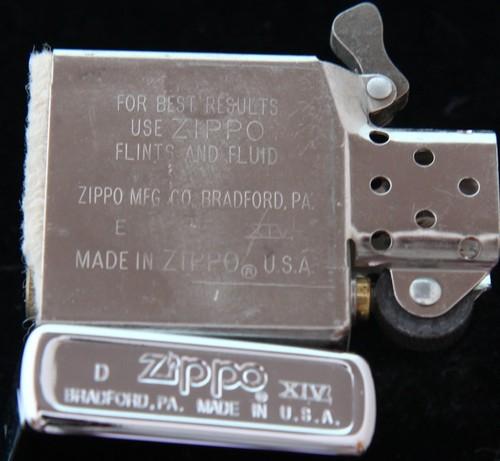 FOR BEST RESULTS
USE ZIPPO
FLINTS AND FLUID
ZIPPO MFG. CO. BRADFORD, PA.
E XIV
MADE IN ZIPPO® U.S.A.
D Zippo® XIV
BRADFORD, PA. MADE IN U.S.A.